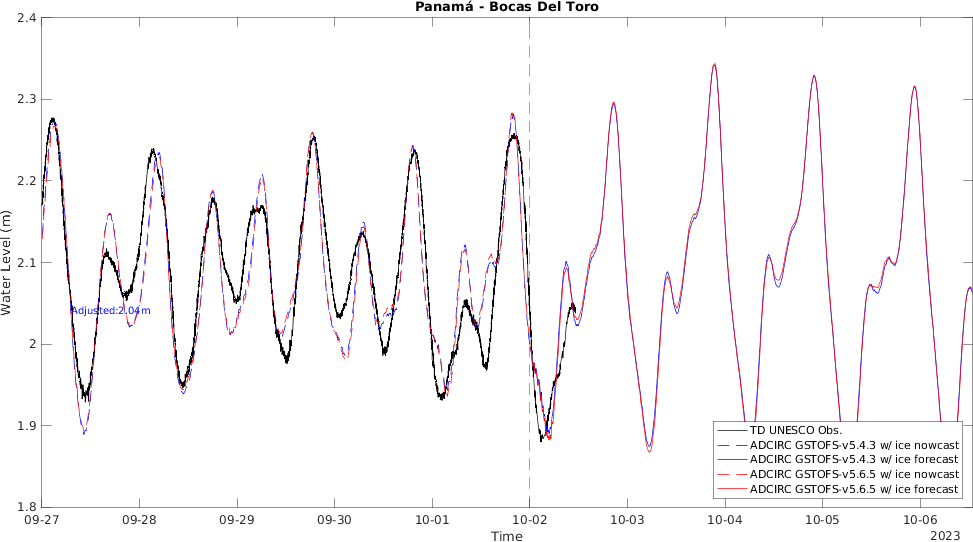 Panamá - Bocas Del Toro
2.4
2.3
2.2
2.1
2
1.9
1.8
Water Level (m)
Adjusted:2.04m
TD UNESCO Obs.
ADCIRC GSTOFS-v5.4.3 w/ ice nowcast
ADCIRC GSTOFS-v5.4.3 w/ ice forecast
ADCIRC GSTOFS-v5.6.5 w/ ice nowcast
ADCIRC GSTOFS-v5.6.5 w/ ice forecast
09-27 09-28 09-29 09-30 10-01 10-02 10-03 10-04 10-05 10-06
Time
2023